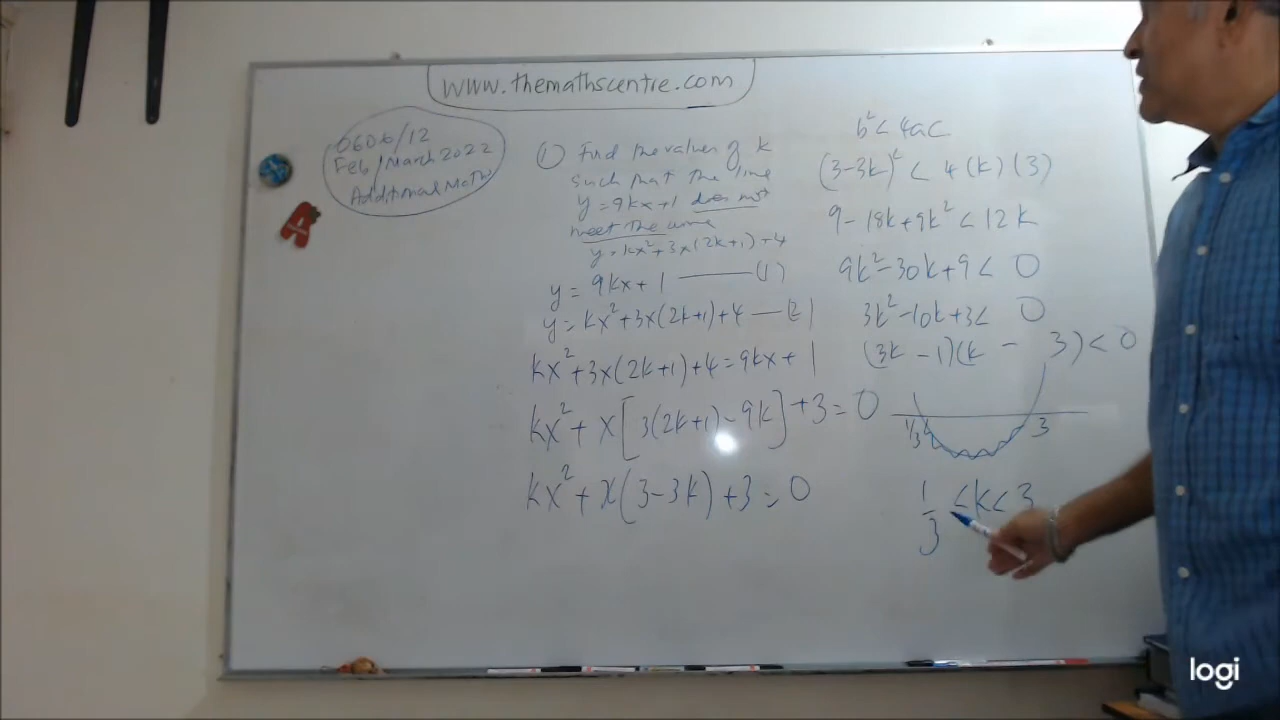 www.themathscentre.com
0606/12
Feb/March 2022
Additional Maths
① Find the values of k
such that the line
y = 9kx+1 does not
meet the curve
y = kx²+3x(2k+1)+4
y = 9kx+1 ——— (1)
y = kx²+3x(2k+1)+4 — (2)
kx²+3x(2k+1)+4 = 9kx+1
kx² + x[3(2k+1) - 9k] +3 = 0
kx² + x(3-3k) +3 = 0
b² < 4ac
(3-3k)² < 4(k)(3)
9-18k+9k² < 12k
9k²-30k+9 < 0
3k²-10k+3 < 0
(3k - 1)(k - 3) < 0
1/3 3
1/3 < k < 3
logi